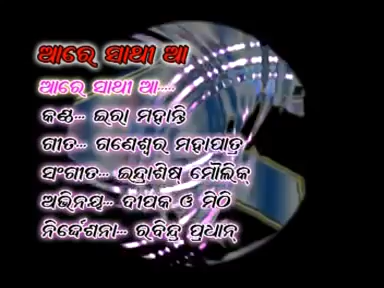 ଆରେ ସାଥୀ ଆ
ଆରେ ସାଥୀ ଆ.....
କଣ୍ଠ... ଇରା ମହାନ୍ତି
ଗୀତ... ଗଣେଶ୍ୱର ମହାପାତ୍ର
ସଂଗୀତ... ଇନ୍ଦ୍ରାଶିଷ୍ ମୌଲିକ୍
ଅଭିନୟ... ଦୀପକ ଓ ମିଠି
ନିର୍ଦ୍ଦେଶନା... ରବିନ୍ଦ୍ର ପ୍ରଧାନ୍